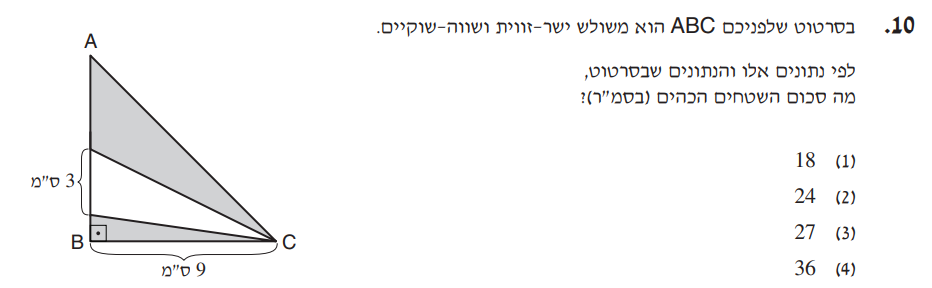 10. בסרטוט שלפניכם ABC הוא משולש ישר-זווית ושווה-שוקיים.
לפי נתונים אלו והנתונים שבסרטוט,
מה סכום השטחים הכהים (בסמ"ר)?
(1) 18
(2) 24
(3) 27
(4) 36
A
3 ס"מ
B
C
9 ס"מ